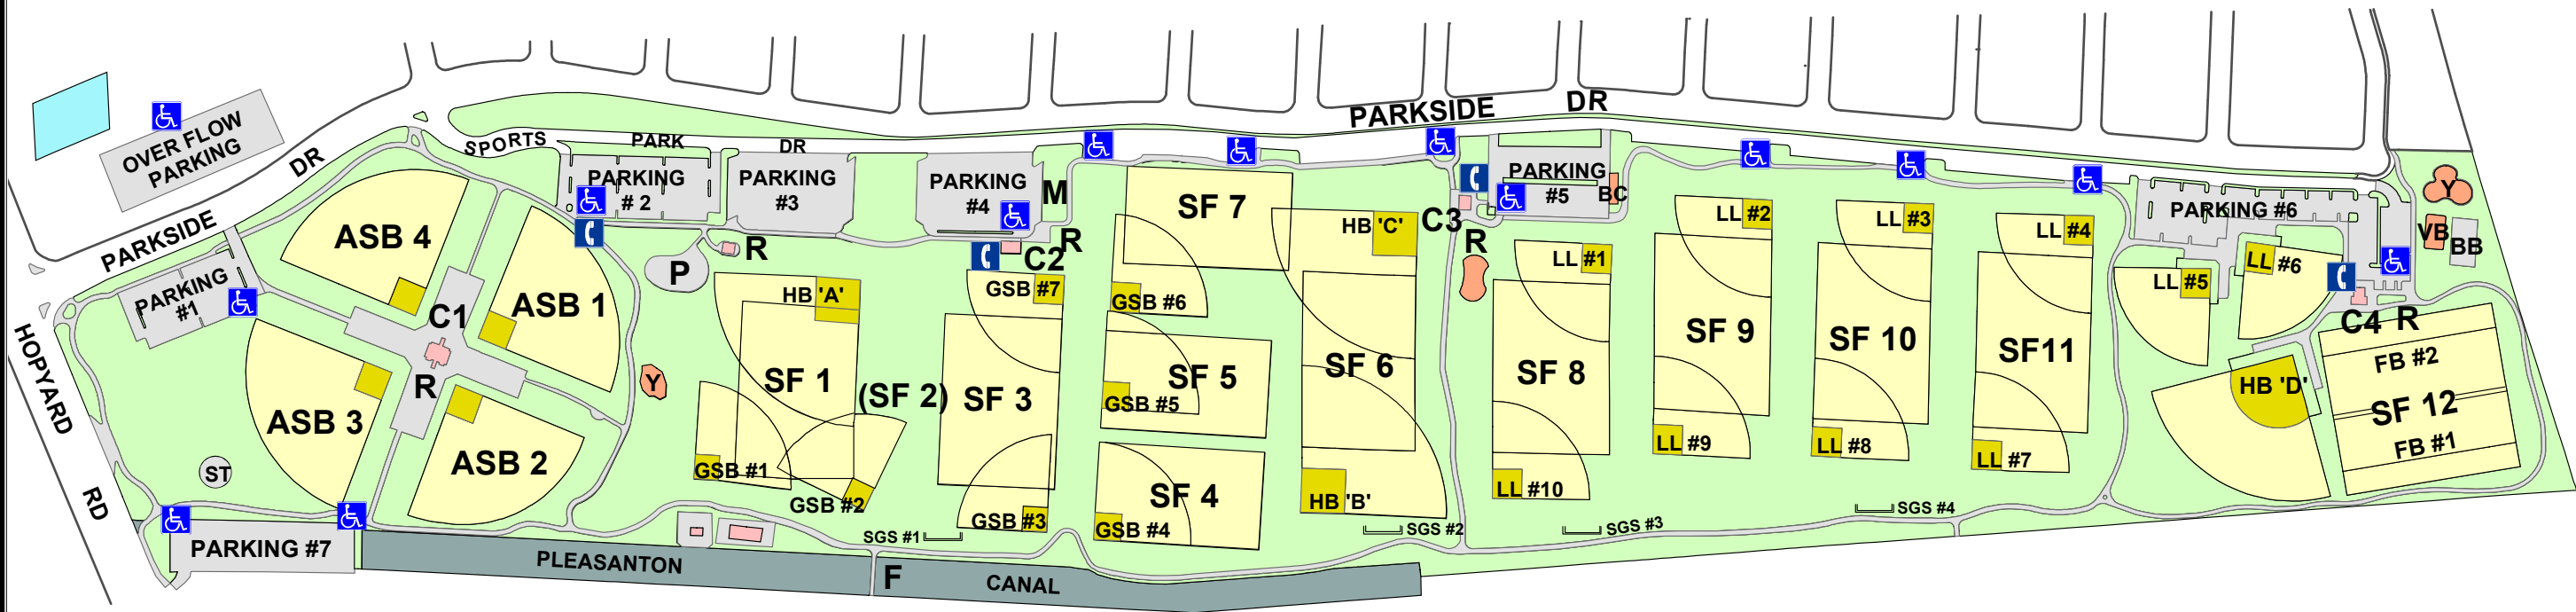 PARKSIDE DR
SPORTS PARK DR
OVER FLOW
PARKING
PARKSIDE DR
HOPYARD RD
PARKING
#1
PARKING
# 2
PARKING
#3
PARKING
#4
M
PARKING
#5
BC
PARKING #6
Y
VB
BB
ASB 4
ASB 1
C1
R
ASB 3
ASB 2
ST
PARKING #7
P
R
Y
HB 'A'
SF 1
(SF 2)
GSB #1
GSB #2
C2
R
GSB #7
SF 3
GSB #3
SGS #1
SF 7
GSB #6
SF 5
GSB #5
SF 4
GSB #4
HB 'C'
SF 6
HB 'B'
SGS #2
C3
R
LL #1
SF 8
LL #10
SGS #3
LL #2
SF 9
LL #9
LL #3
SF 10
LL #8
SGS #4
LL #4
SF11
LL #7
LL #5
LL #6
C4 R
HB 'D'
FB #2
SF 12
FB #1
PLEASANTON CANAL
F